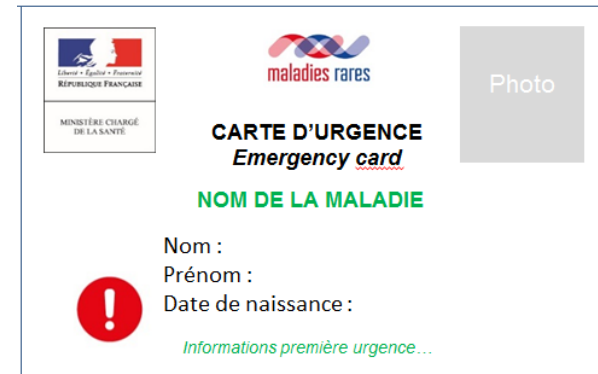 Liberté • Égalité • Fraternité
RÉPUBLIQUE FRANÇAISE
MINISTÈRE CHARGÉ
DE LA SANTÉ
maladies rares
Photo
CARTE D'URGENCE
Emergency card
NOM DE LA MALADIE
Nom :
Prénom :
Date de naissance :
Informations première urgence…